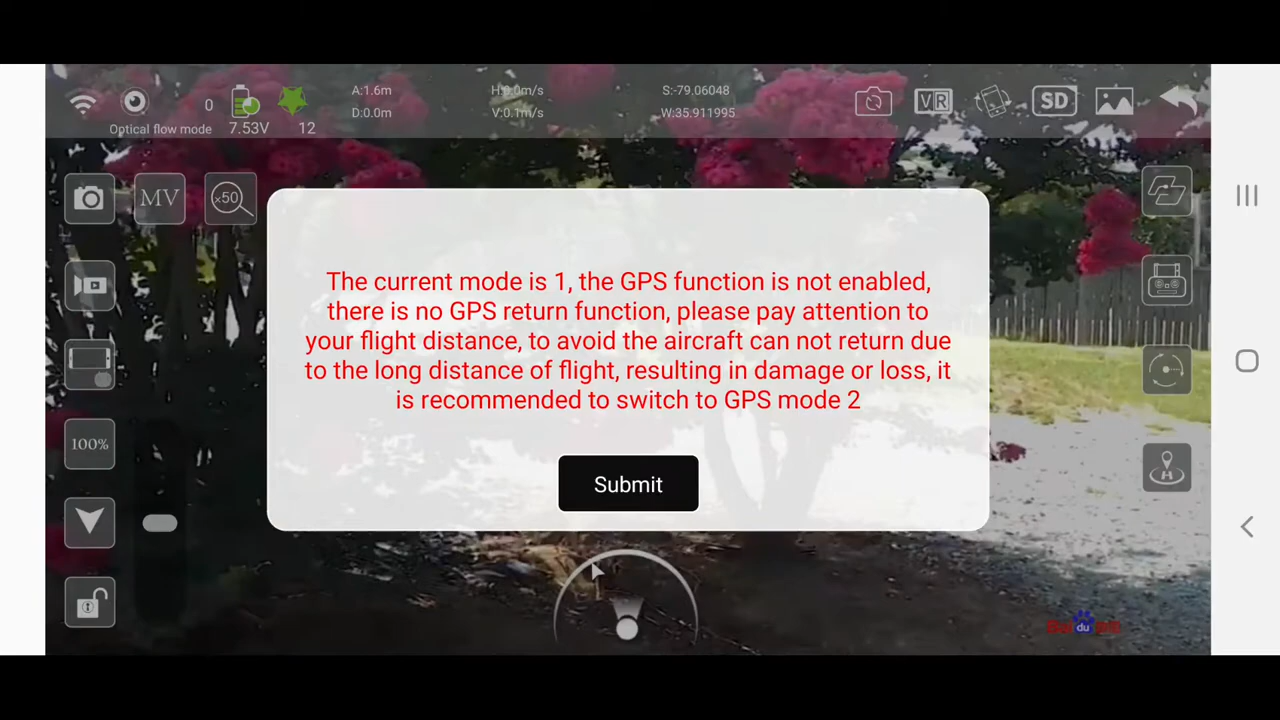 A:1.6m
H:0.0m/s
S:-79.06048
0
D:0.0m
V:0.1m/s
W:35.911995
Optical flow mode
7.53V
12
VR
SD
MV
×50
The current mode is 1, the GPS function is not enabled,
there is no GPS return function, please pay attention to
your flight distance, to avoid the aircraft can not return due
to the long distance of flight, resulting in damage or loss, it
is recommended to switch to GPS mode 2
100%
Submit
H
du